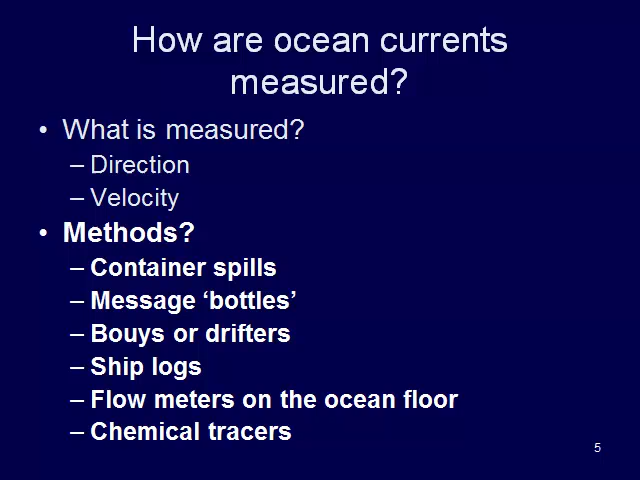 How are ocean currents
measured?
• What is measured?
– Direction
– Velocity
• Methods?
– Container spills
– Message ‘bottles’
– Bouys or drifters
– Ship logs
– Flow meters on the ocean floor
– Chemical tracers
5